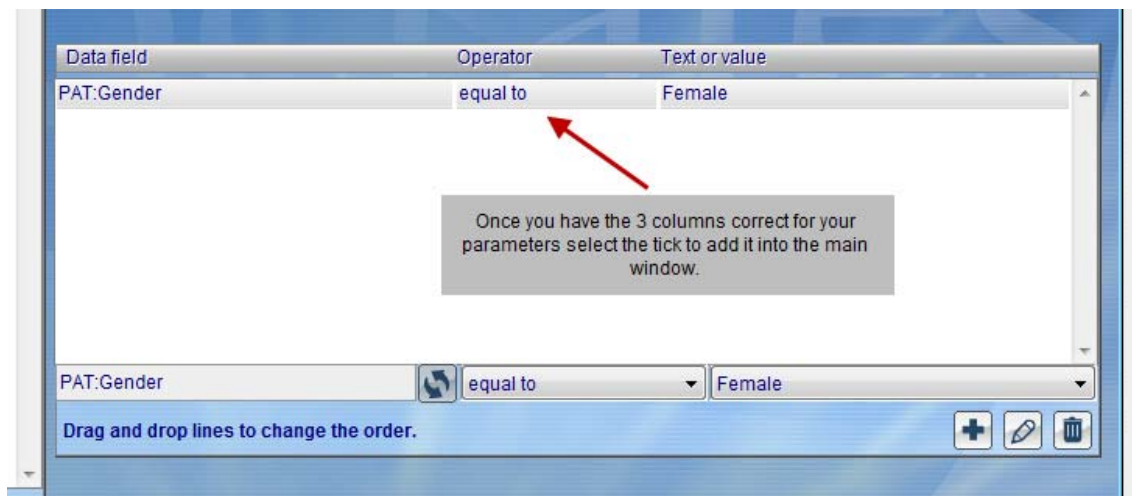 Data field Operator Text or value
PAT:Gender equal to Female
Once you have the 3 columns correct for your
parameters select the tick to add it into the main
window.
PAT:Gender equal to Female
Drag and drop lines to change the order.